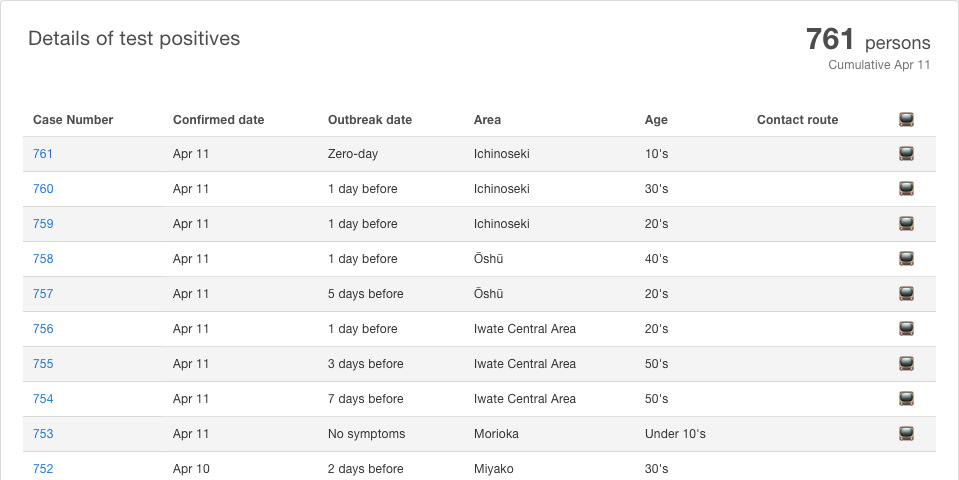 Details of test positives
761 persons
Cumulative Apr 11
Case Number Confirmed date Outbreak date Area Age Contact route
761 Apr 11 Zero-day Ichinoseki 10's
760 Apr 11 1 day before Ichinoseki 30's
759 Apr 11 1 day before Ichinoseki 20's
758 Apr 11 1 day before Ōshū 40's
757 Apr 11 5 days before Ōshū 20's
756 Apr 11 1 day before Iwate Central Area 20's
755 Apr 11 3 days before Iwate Central Area 50's
754 Apr 11 7 days before Iwate Central Area 50's
753 Apr 11 No symptoms Morioka Under 10's
752 Apr 10 2 days before Miyako 30's